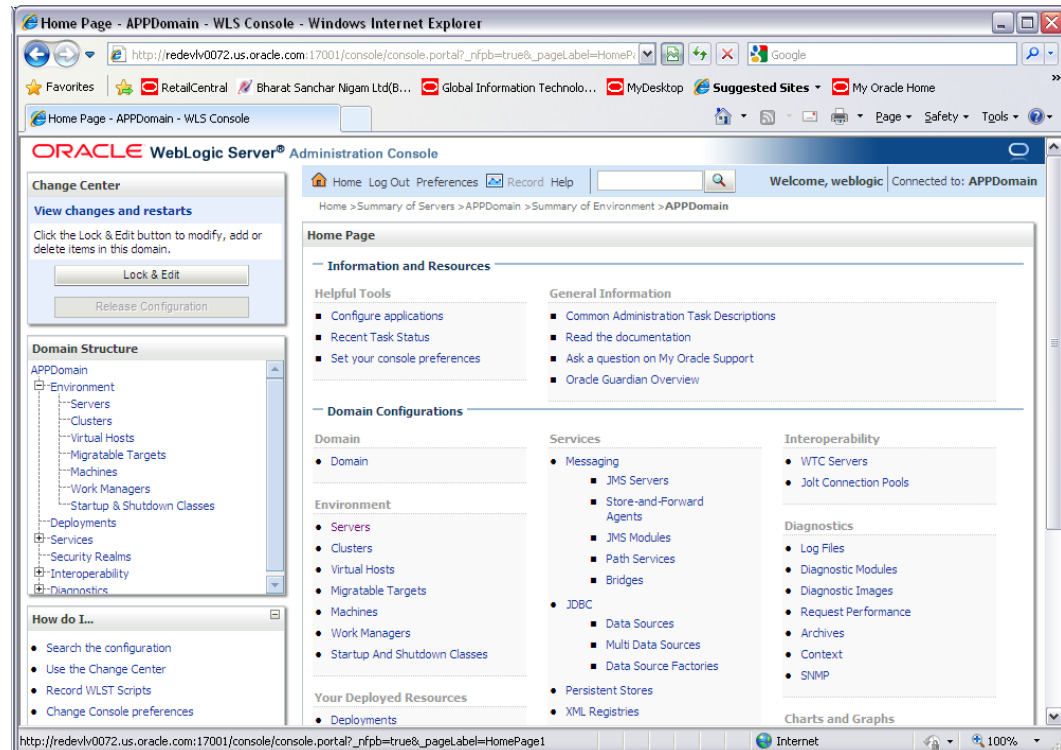 Home Page - APPDomain - WLS Console - Windows Internet Explorer
http://redevlv0072.us.oracle.com:17001/console/console.portal?_nfpb=true&_pageLabel=HomePa
Google
Favorites
RetailCentral
Bharat Sanchar Nigam Ltd(B...
Global Information Technolo...
MyDesktop
Suggested Sites
My Oracle Home
Home Page - APPDomain - WLS Console
Page
Safety
Tools
ORACLE WebLogic Server® Administration Console
Change Center
View changes and restarts
Click the Lock & Edit button to modify, add or
delete items in this domain.
Lock & Edit
Release Configuration
Domain Structure
APPDomain
Environment
Servers
Clusters
Virtual Hosts
Migratable Targets
Machines
Work Managers
Startup & Shutdown Classes
Deployments
Services
Security Realms
Interoperability
Diagnostics
How do I...
Search the configuration
Use the Change Center
Record WLST Scripts
Change Console preferences
Home Log Out Preferences Record Help
Welcome, weblogic
Connected to: APPDomain
Home >Summary of Servers >APPDomain >Summary of Environment >APPDomain
Home Page
Information and Resources
Helpful Tools
Configure applications
Recent Task Status
Set your console preferences
General Information
Common Administration Task Descriptions
Read the documentation
Ask a question on My Oracle Support
Oracle Guardian Overview
Domain Configurations
Domain
Domain
Environment
Servers
Clusters
Virtual Hosts
Migratable Targets
Machines
Work Managers
Startup And Shutdown Classes
Your Deployed Resources
Deployments
Services
Messaging
JMS Servers
Store-and-Forward
Agents
JMS Modules
Path Services
Bridges
JDBC
Data Sources
Multi Data Sources
Data Source Factories
Persistent Stores
XML Registries
Interoperability
WTC Servers
Jolt Connection Pools
Diagnostics
Log Files
Diagnostic Modules
Diagnostic Images
Request Performance
Archives
Context
SNMP
Charts and Graphs
http://redevlv0072.us.oracle.com:17001/console/console.portal?_nfpb=true&_pageLabel=HomePage1
Internet
100%